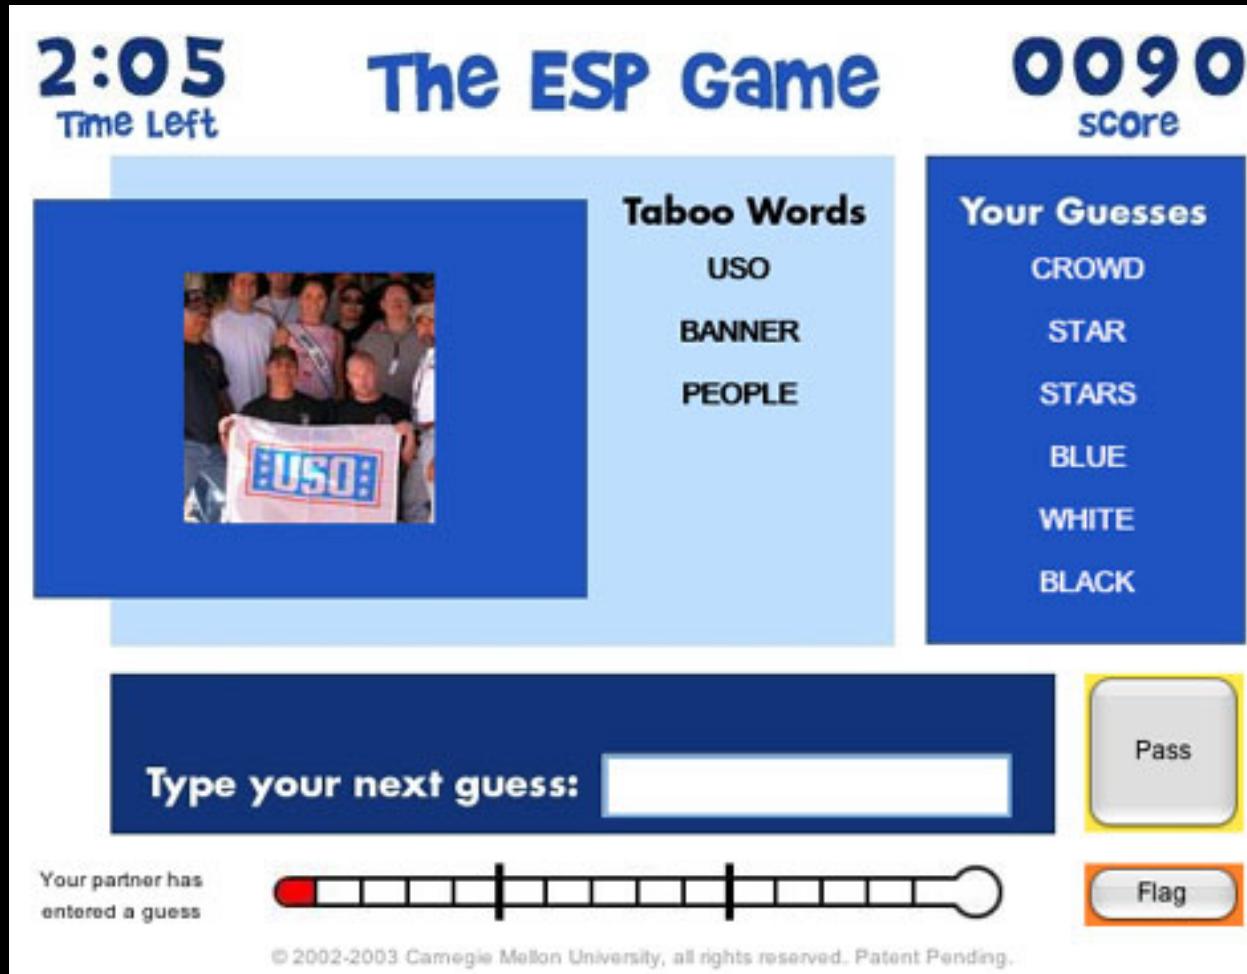 2:05
Time Left
The ESP Game
0090
score
USO
Taboo Words
USO
BANNER
PEOPLE
Your Guesses
CROWD
STAR
STARS
BLUE
WHITE
BLACK
Type your next guess:
Pass
Your partner has
entered a guess
Flag
© 2002-2003 Carnegie Mellon University, all rights reserved. Patent Pending.